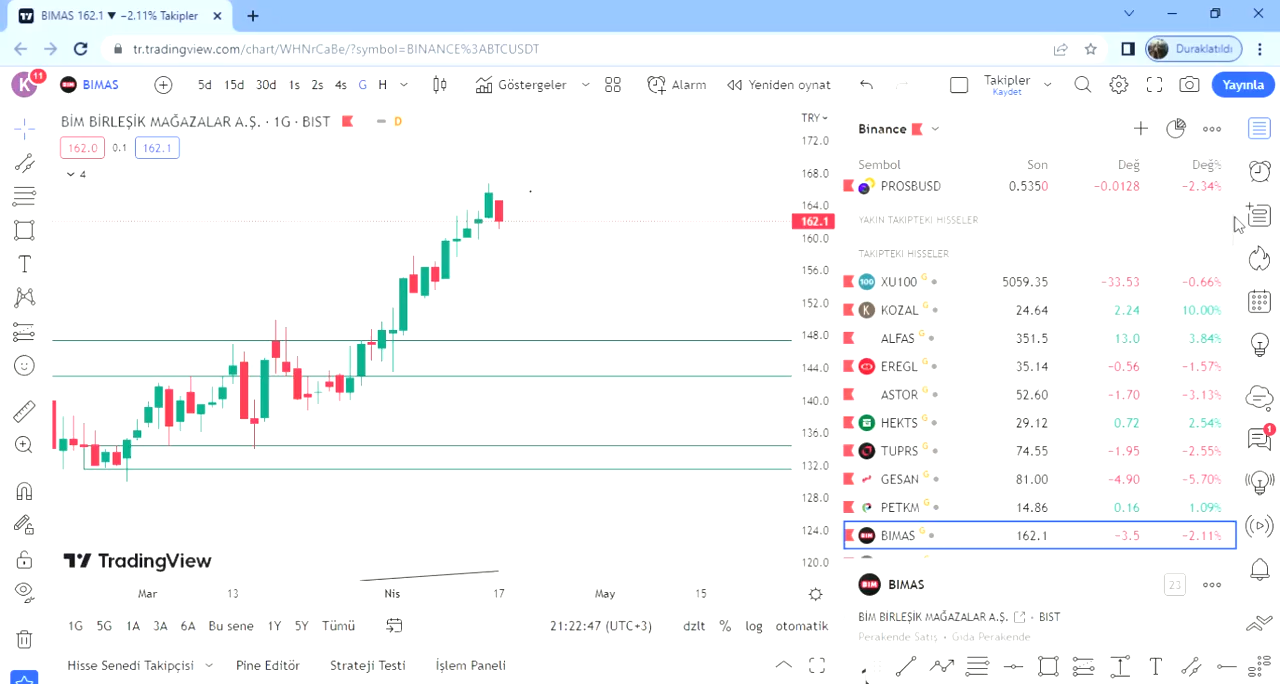 BIMAS 162.1 ▼ −2.11% Takipler
tr.tradingview.com/chart/WHNrCaBe/?symbol=BINANCE%3ABTCUSDT
Duraklatıldı
K 11
BIMAS
5d 15d 30d 1s 2s 4s G H
Göstergeler
Alarm
Yeniden oynat
Takipler
Kaydet
Yayınla
BİM BİRLEŞİK MAĞAZALAR A.Ş. · 1G · BIST
D
162.0 0.1 162.1
4
TRY
172.0
168.0
164.0
162.1
160.0
156.0
152.0
148.0
144.0
140.0
136.0
132.0
128.0
124.0
120.0
TradingView
Mar 13 Nis 17 May 15
1G 5G 1A 3A 6A Bu sene 1Y 5Y Tümü
21:22:47 (UTC+3)
dzlt % log otomatik
Hisse Senedi Takipçisi
Pine Editör
Strateji Testi
İşlem Paneli
Binance
Sembol Son Değ Değ%
PROSBUSD 0.5350 −0.0128 −2.34%
YAKIN TAKİPTEKİ HİSSELER
TAKİPTEKİ HİSSELER
100 XU100 G 5059.35 −33.53 −0.66%
K KOZAL G 24.64 2.24 10.00%
ALFAS G 351.5 13.0 3.84%
EREGL G 35.14 −0.56 −1.57%
ASTOR G 52.60 −1.70 −3.13%
HEKTS G 29.12 0.72 2.54%
TUPRS G 74.55 −1.95 −2.55%
GESAN G 81.00 −4.90 −5.70%
PETKM G 14.86 0.16 1.09%
BIM BIMAS G 162.1 −3.5 −2.11%
BIM BIMAS
23
BİM BİRLEŞİK MAĞAZALAR A.Ş. • BIST
Perakende Satış • Gıda Perakende
1